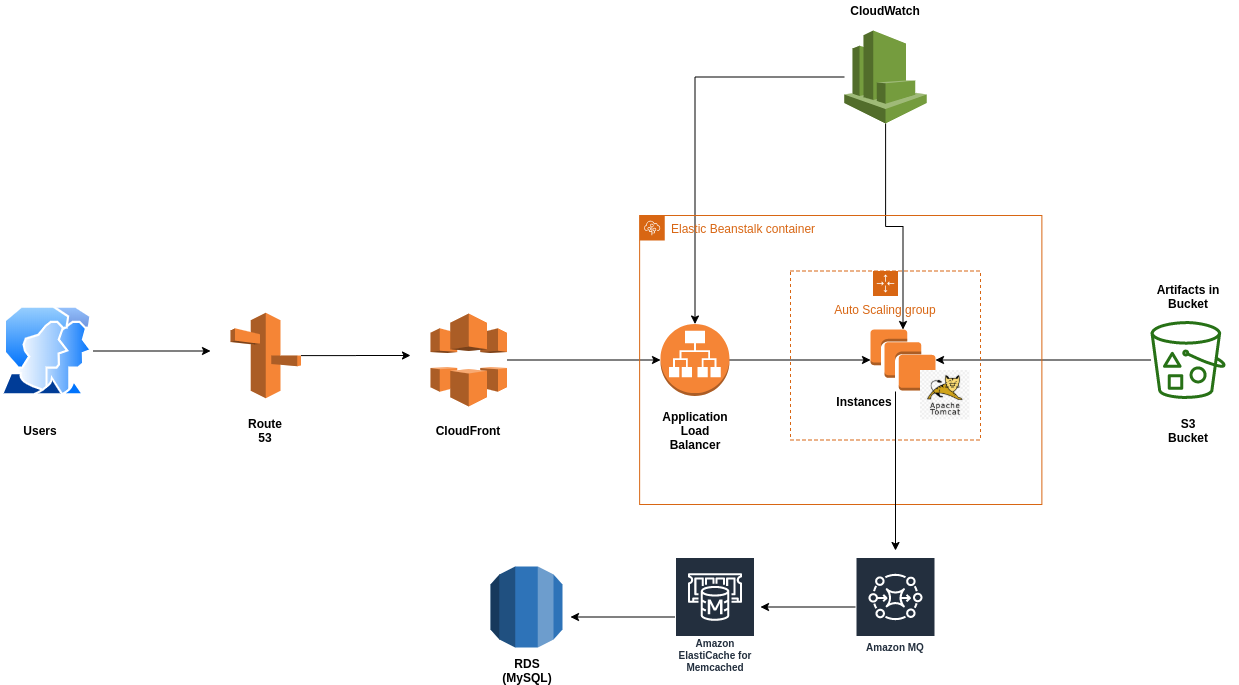 CloudWatch
Elastic Beanstalk container
Auto Scaling group
Artifacts in
Bucket
Users
Route
53
CloudFront
Application
Load
Balancer
Instances
Apache
Tomcat
S3
Bucket
RDS
(MySQL)
M
Amazon
ElastiCache for
Memcached
Amazon MQ